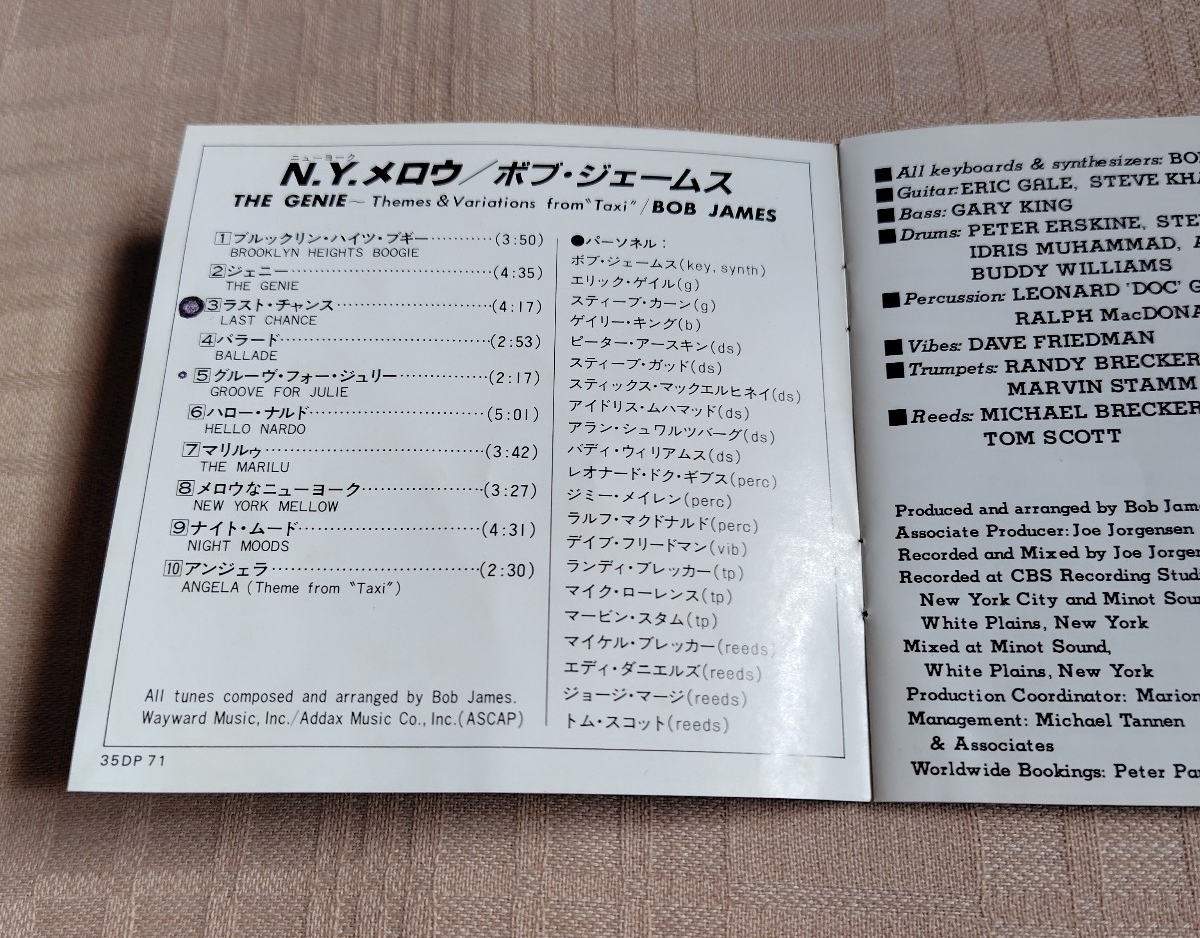 ニューヨーク
N.Y.メロウ/ボブ・ジェームス
THE GENIE~ Themes & Variations from "Taxi"/BOB JAMES
1 ブルックリン・ハイツ・ブギー··········(3:50)
BROOKLYN HEIGHTS BOOGIE
2 ジェニー··········(4:35)
THE GENIE
3 ラスト・チャンス··········(4:17)
LAST CHANCE
4 バラード··········(2:53)
BALLADE
5 グルーヴ・フォー・ジュリー··········(2:17)
GROOVE FOR JULIE
6 ハロー・ナルド··········(5:01)
HELLO NARDO
7 マリルゥ··········(3:42)
THE MARILU
8 メロウなニューヨーク··········(3:27)
NEW YORK MELLOW
9 ナイト・ムード··········(4:31)
NIGHT MOODS
10 アンジェラ··········(2:30)
ANGELA (Theme from "Taxi")
All tunes composed and arranged by Bob James.
Wayward Music, Inc./Addax Music Co., Inc.(ASCAP)
35DP 71
●パーソネル:
ボブ・ジェームス(key, synth)
エリック・ゲイル(g)
スティーブ・カーン(g)
ゲイリー・キング(b)
ピーター・アースキン(ds)
スティーブ・ガッド(ds)
スティックス・マックエルヒネイ(ds)
アイドリス・ムハマッド(ds)
アラン・シュワルツバーグ(ds)
バディ・ウィリアムス(ds)
レオナード・ドク・ギブス(perc)
ジミー・メイレン(perc)
ラルフ・マクドナルド(perc)
デイブ・フリードマン(vib)
ランディ・ブレッカー(tp)
マイク・ローレンス(tp)
マービン・スタム(tp)
マイケル・ブレッカー(reeds)
エディ・ダニエルズ(reeds)
ジョージ・マージ(reeds)
トム・スコット(reeds)
■ All keyboards & synthesizers: BO
■ Guitar: ERIC GALE, STEVE KHA
■ Bass: GARY KING
■ Drums: PETER ERSKINE, STE
IDRIS MUHAMMAD,
BUDDY WILLIAMS
■ Percussion: LEONARD 'DOC' G
RALPH MacDONA
■ Vibes: DAVE FRIEDMAN
■ Trumpets: RANDY BRECKER
MARVIN STAMM
■ Reeds: MICHAEL BRECKER
TOM SCOTT
Produced and arranged by Bob Jam
Associate Producer: Joe Jorgensen
Recorded and Mixed by Joe Jorge
Recorded at CBS Recording Stud
New York City and Minot Sou
White Plains, New York
Mixed at Minot Sound,
White Plains, New York
Production Coordinator: Marion
Management: Michael Tannen
& Associates
Worldwide Bookings: Peter Pa